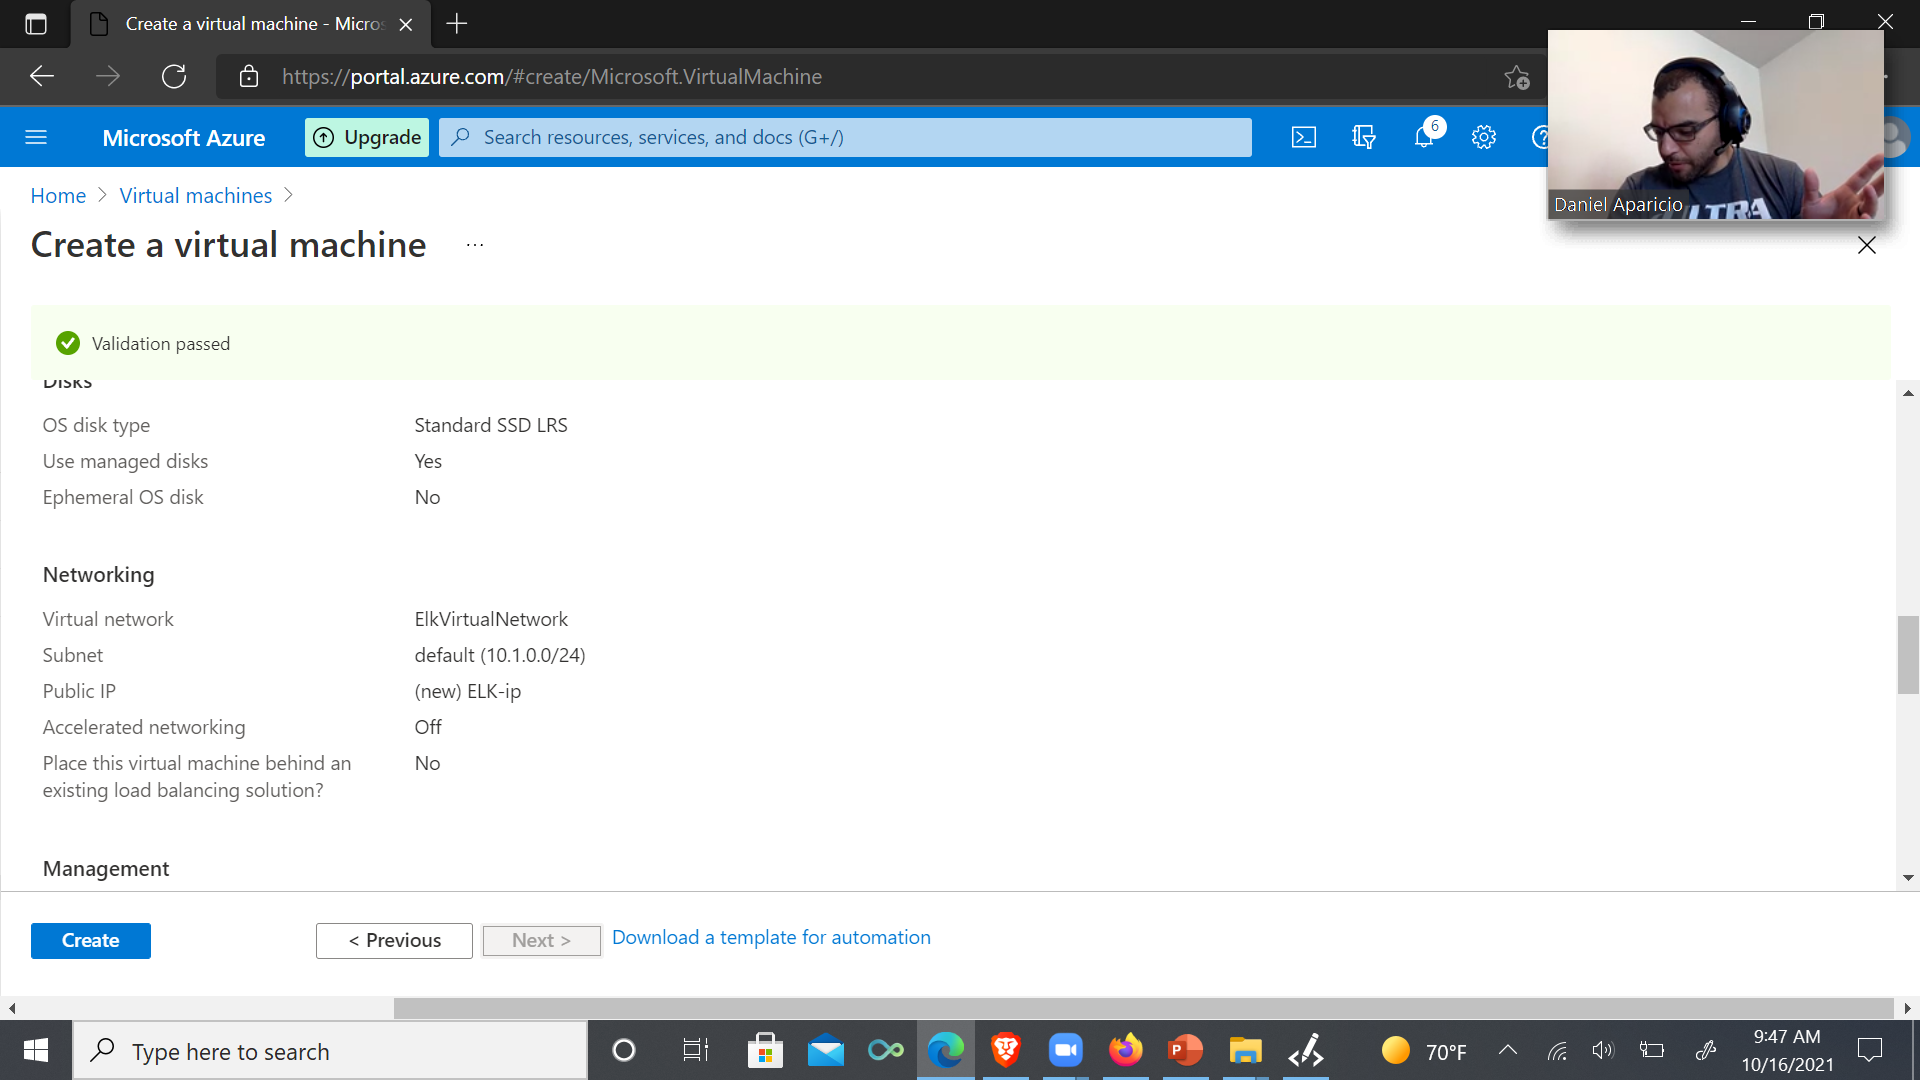 Create a virtual machine - Micros
https://portal.azure.com/#create/Microsoft.VirtualMachine
Microsoft Azure
Upgrade
Search resources, services, and docs (G+/)
6
Daniel Aparicio
Home > Virtual machines >
Create a virtual machine ...
Validation passed
Disks
OS disk type Standard SSD LRS
Use managed disks Yes
Ephemeral OS disk No
Networking
Virtual network ElkVirtualNetwork
Subnet default (10.1.0.0/24)
Public IP (new) ELK-ip
Accelerated networking Off
Place this virtual machine behind an No
existing load balancing solution?
Management
Create
< Previous
Next >
Download a template for automation
Type here to search
70°F
9:47 AM
10/16/2021